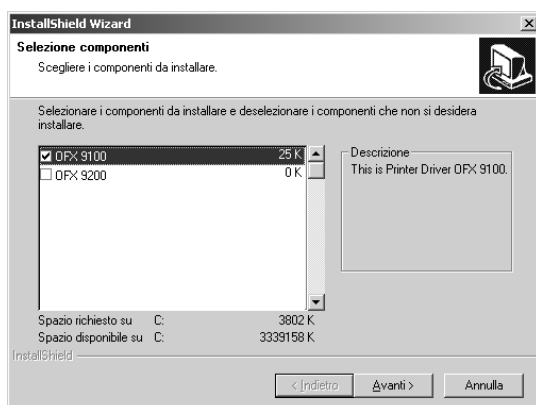 InstallShield Wizard
Selezione componenti
Scegliere i componenti da installare.
Selezionare i componenti da installare e deselezionare i componenti che non si desidera
installare.
OFX 9100 25 K
OFX 9200 0 K
Descrizione
This is Printer Driver OFX 9100.
Spazio richiesto su C: 3802 K
Spazio disponibile su C: 3339158 K
InstallShield
< Indietro Avanti > Annulla